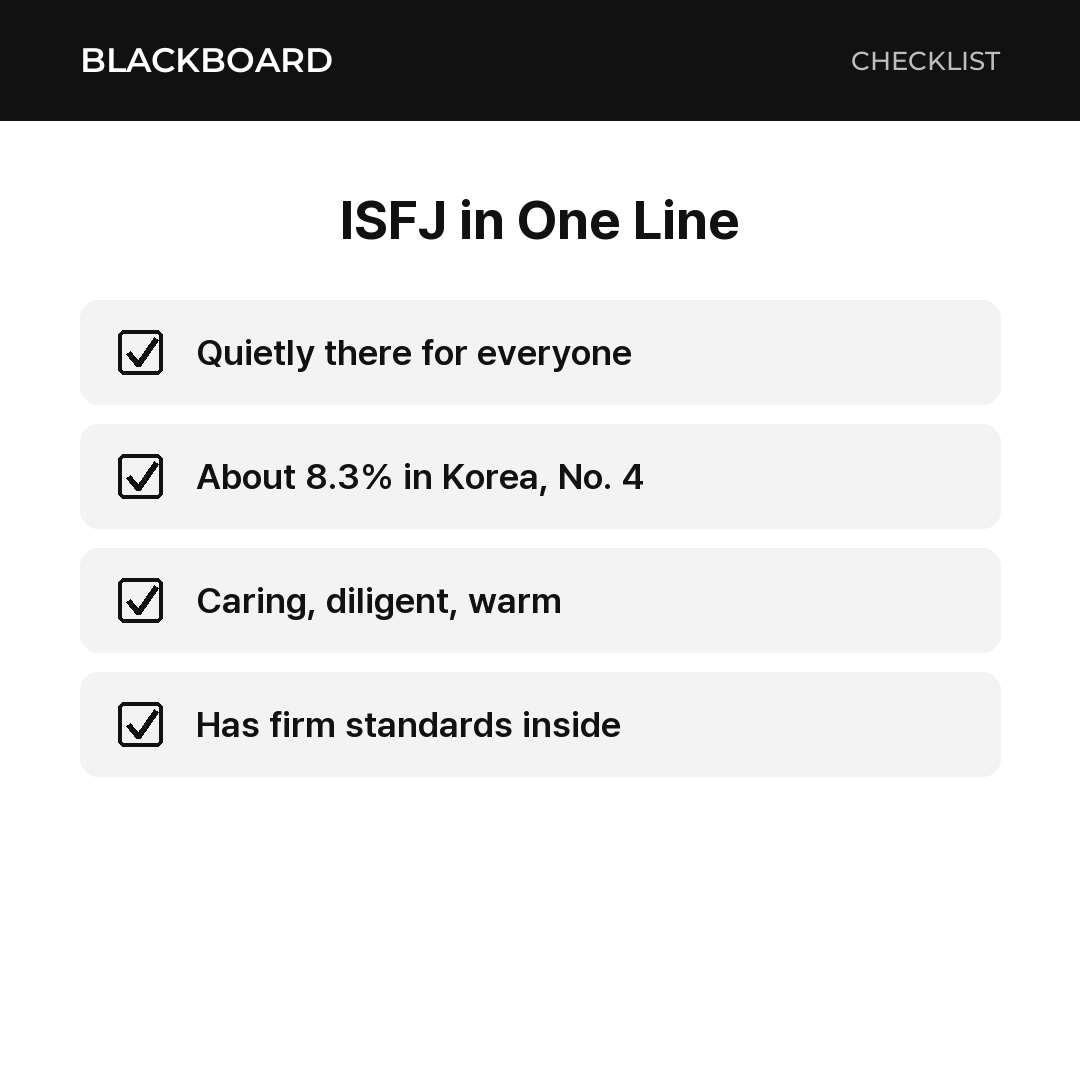 BLACKBOARD
CHECKLIST
ISFJ in One Line
Quietly there for everyone
About 8.3% in Korea, No. 4
Caring, diligent, warm
Has firm standards inside